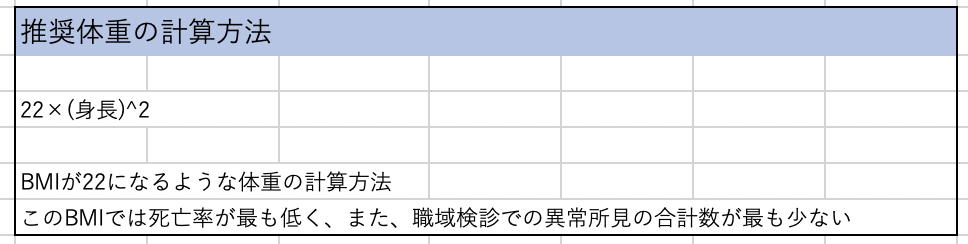 推奨体重の計算方法
22×(身長)^2
BMIが22になるような体重の計算方法
このBMIでは死亡率が最も低く、また、職域検診での異常所見の合計数が最も少ない